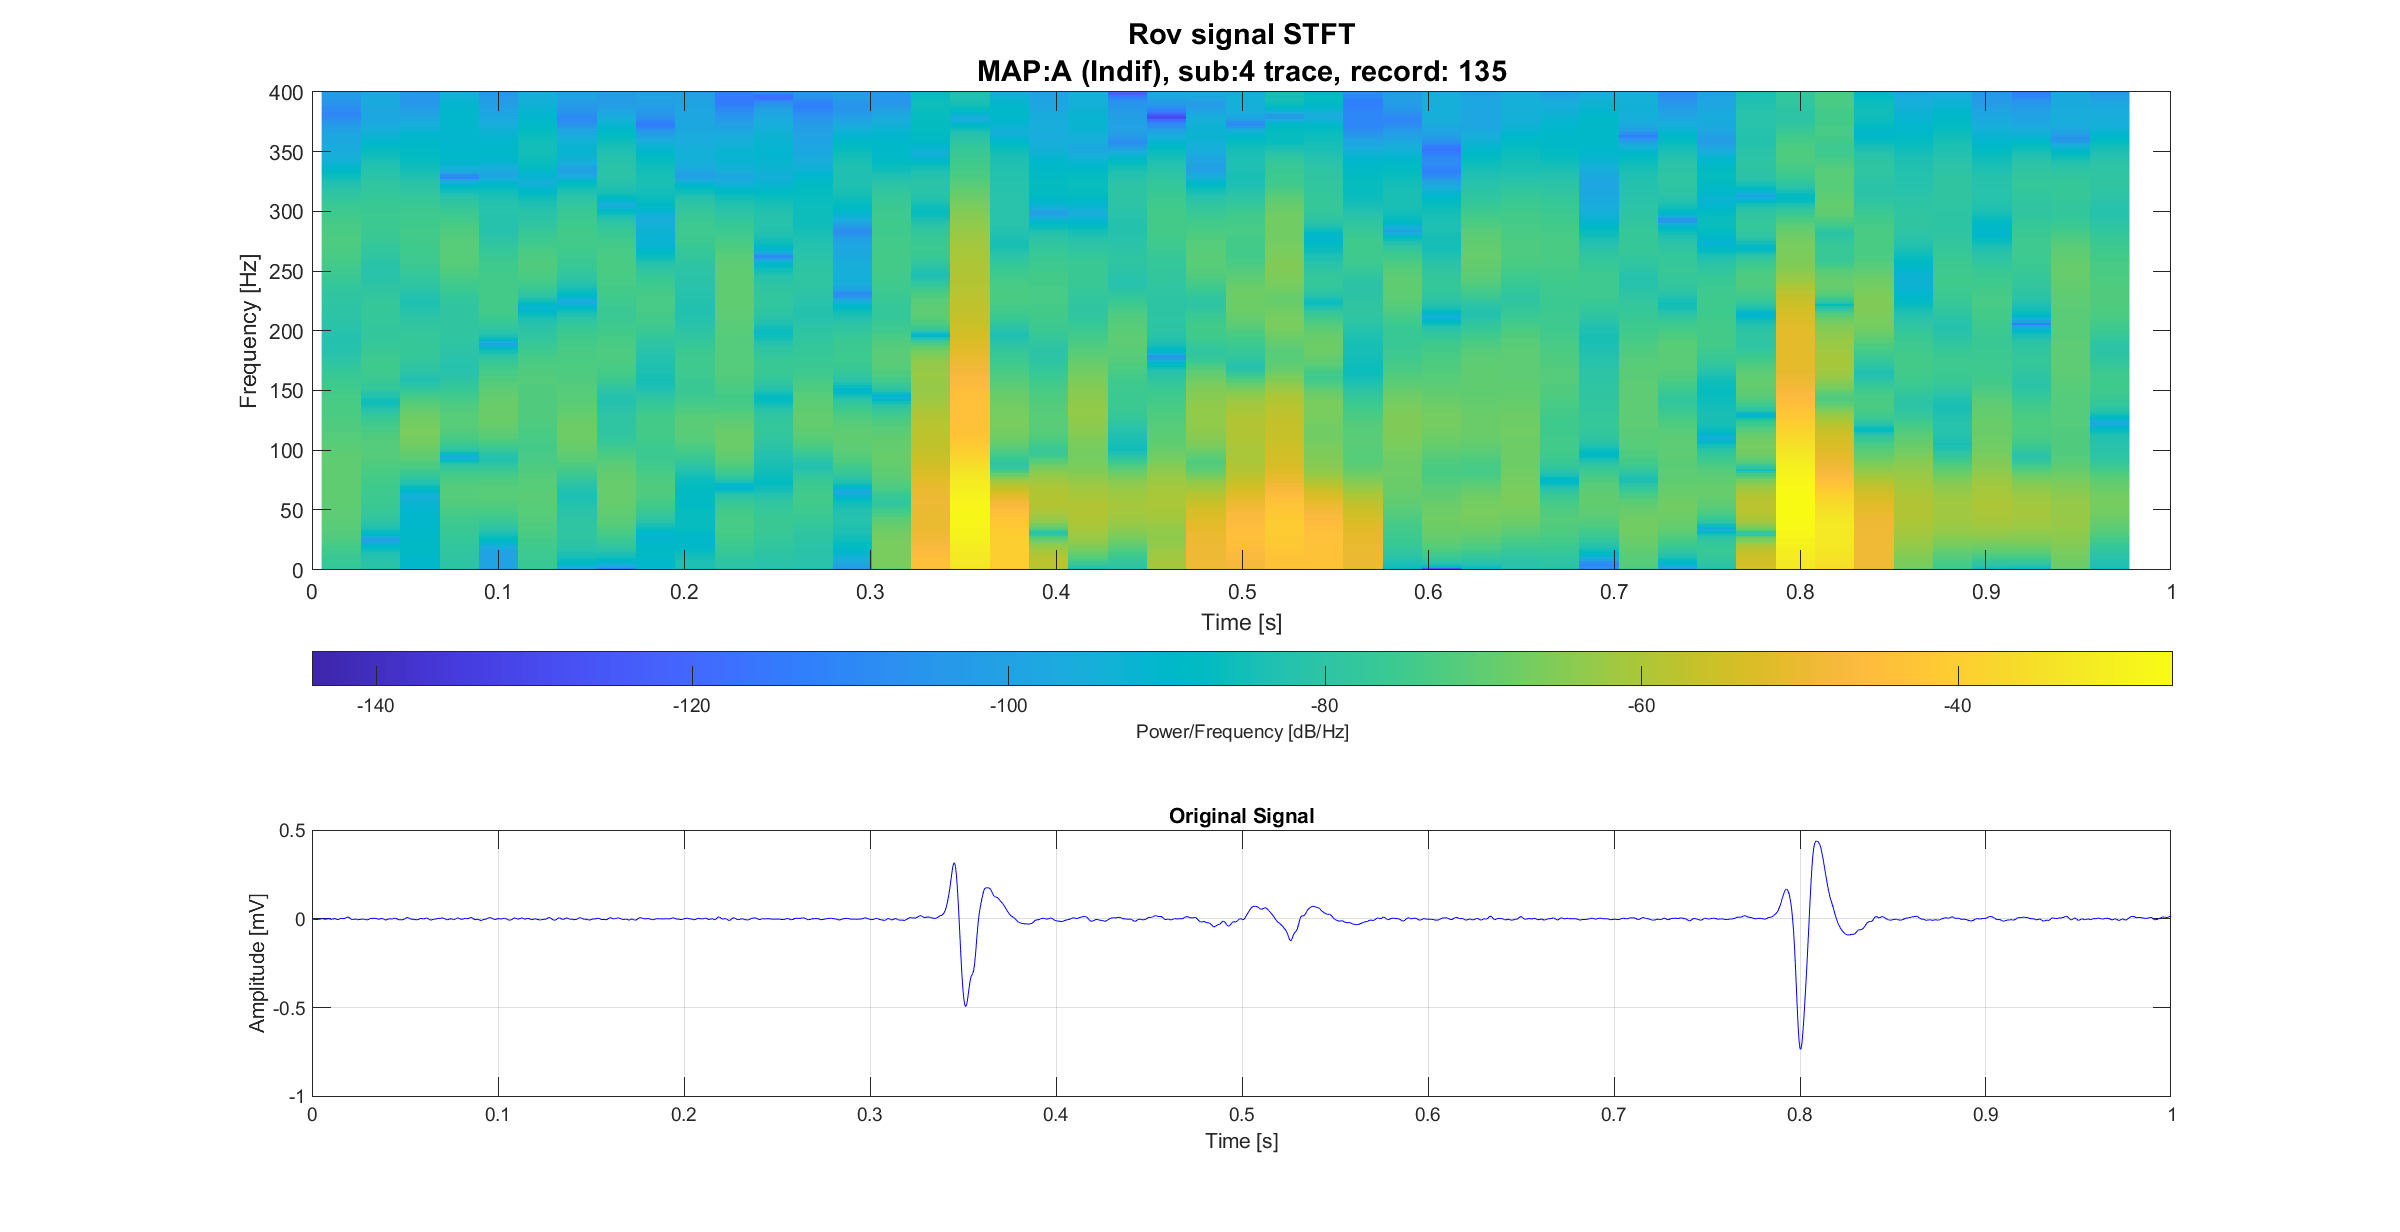 Rov signal STFT
MAP:A (Indif), sub:4 trace, record: 135
400
350
300
250
200
150
100
50
0
Frequency [Hz]
0 0.1 0.2 0.3 0.4 0.5 0.6 0.7 0.8 0.9 1
Time [s]
-140 -120 -100 -80 -60 -40
Power/Frequency [dB/Hz]
Original Signal
0.5
0
-0.5
-1
Amplitude [mV]
0 0.1 0.2 0.3 0.4 0.5 0.6 0.7 0.8 0.9 1
Time [s]